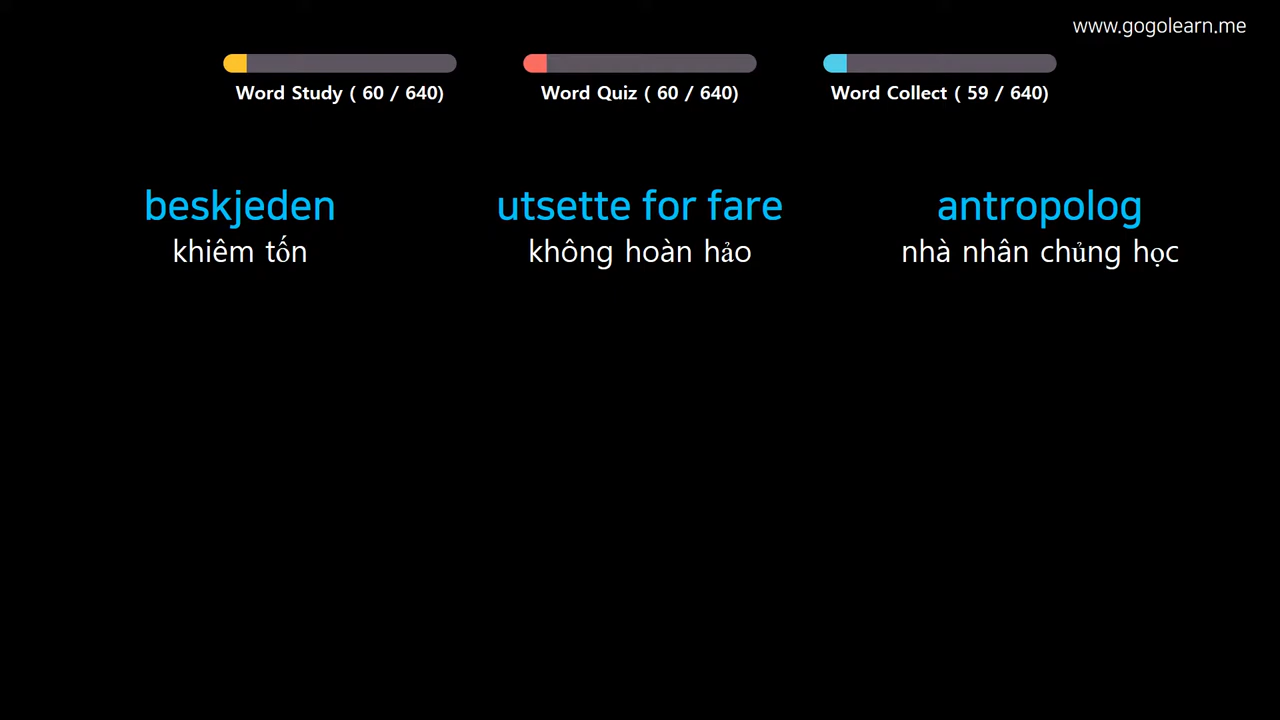 www.gogolearn.me
Word Study ( 60 / 640)
Word Quiz ( 60 / 640)
Word Collect ( 59 / 640)
beskjeden
khiêm tốn
utsette for fare
không hoàn hảo
antropolog
nhà nhân chủng học